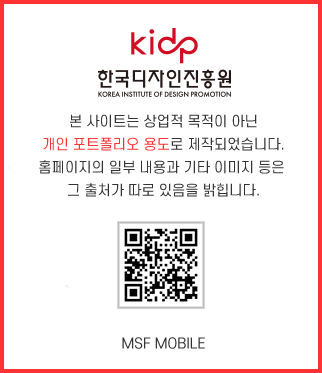 kidp
한국디자인진흥원
KOREA INSTITUTE OF DESIGN PROMOTION
본 사이트는 상업적 목적이 아닌
개인 포트폴리오 용도로 제작되었습니다.
홈페이지의 일부 내용과 기타 이미지 등은
그 출처가 따로 있음을 밝힙니다.
MSF MOBILE